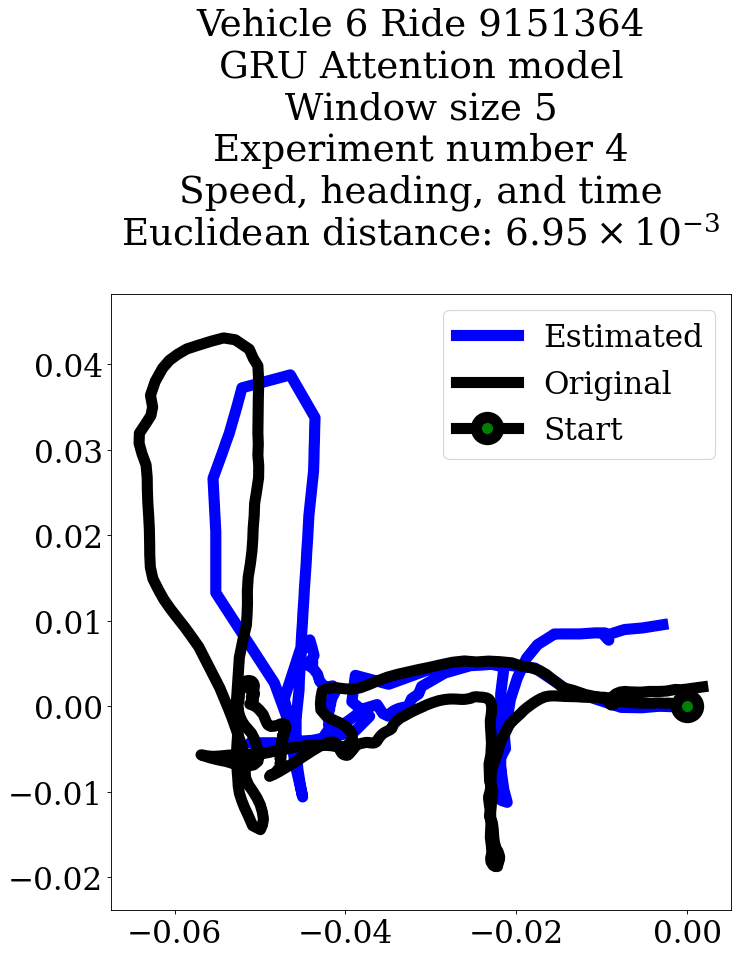 Vehicle 6 Ride 9151364
GRU Attention model
Window size 5
Experiment number 4
Speed, heading, and time
Euclidean distance: 6.95 × 10⁻³
Estimated
Original
Start
0.04
0.03
0.02
0.01
0.00
−0.01
−0.02
−0.06 −0.04 −0.02 0.00